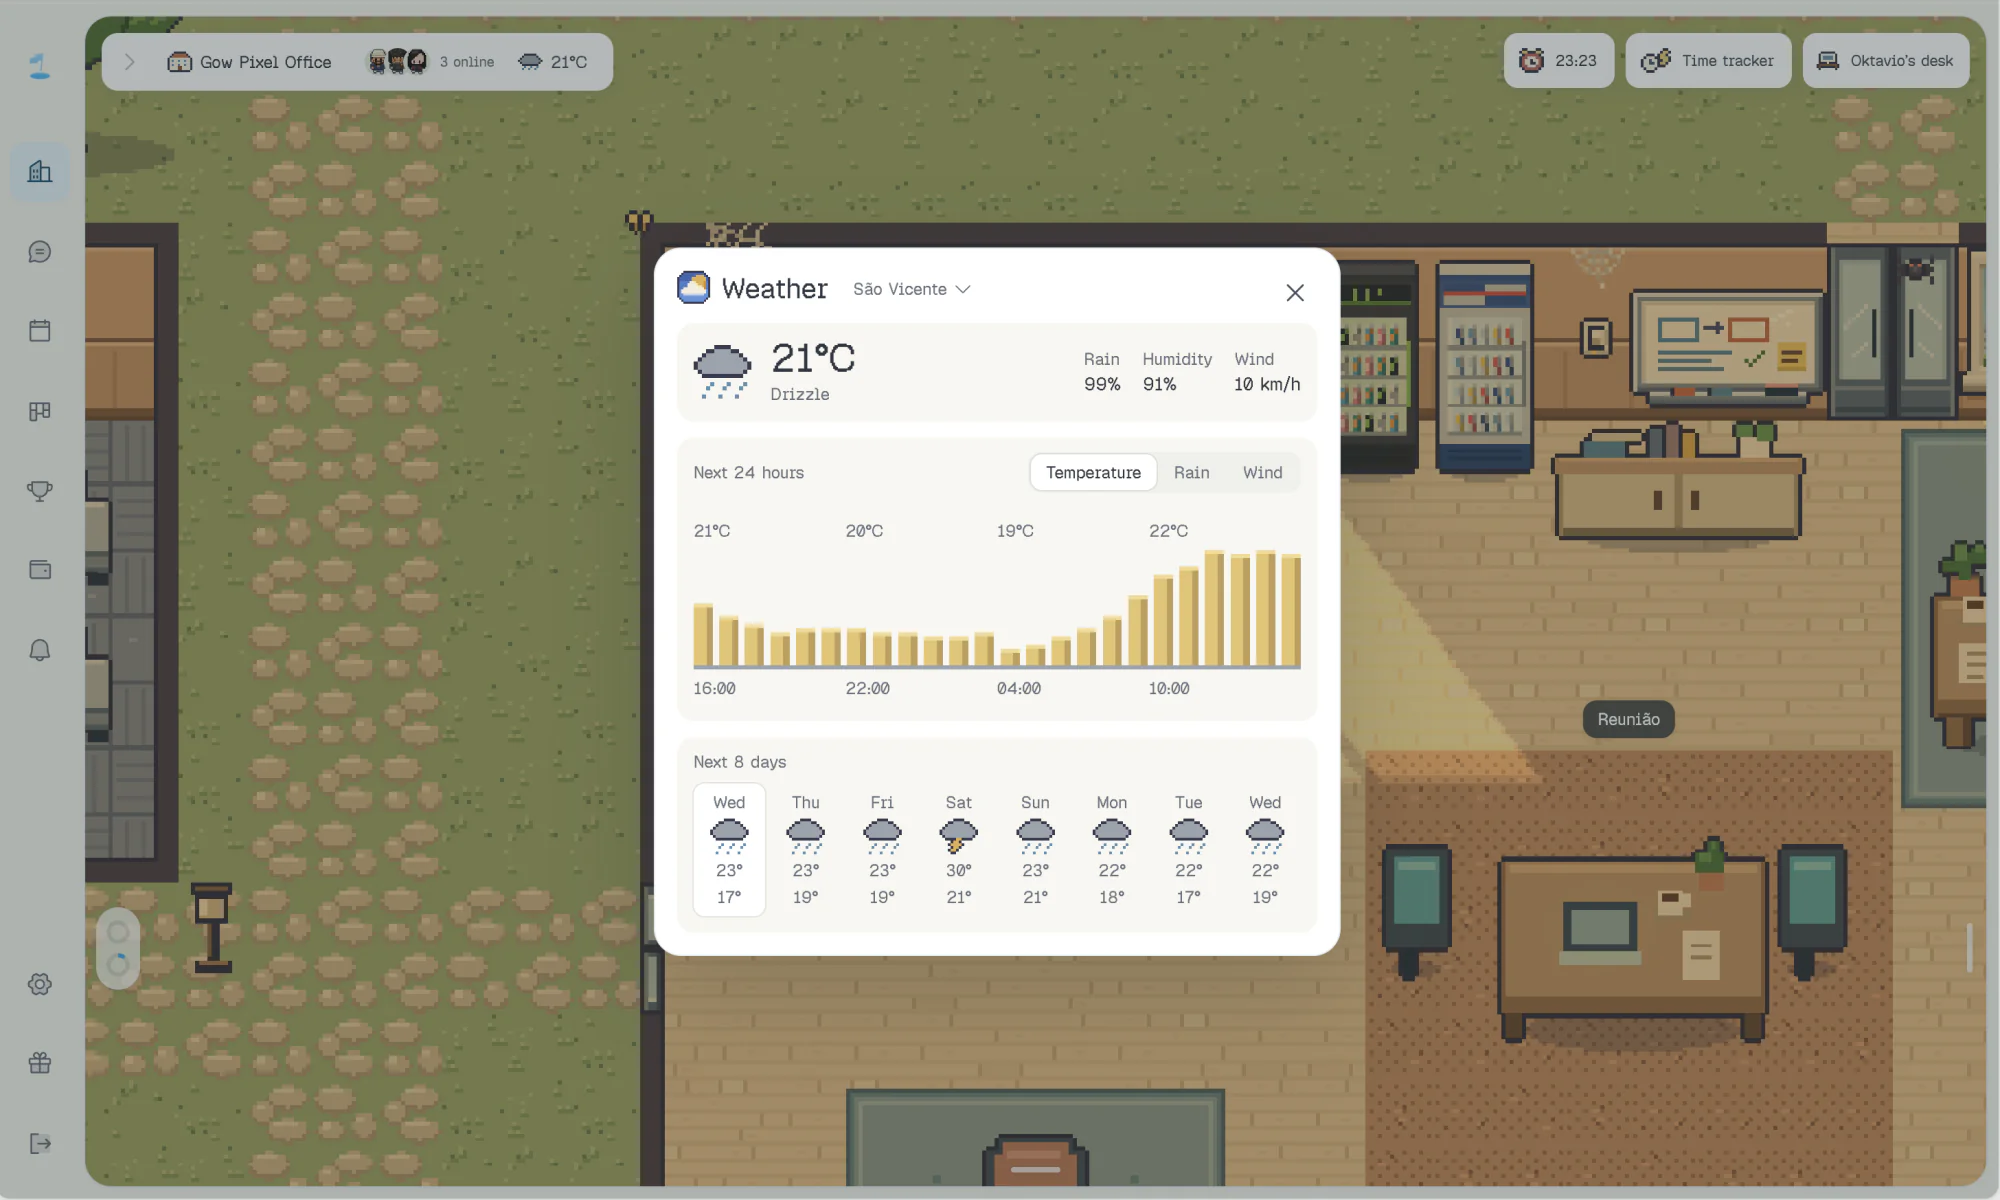 Gow Pixel Office 3 online 21°C
23:23 Time tracker Oktavio's desk
Weather São Vicente
21°C
Drizzle
Rain Humidity Wind
99% 91% 10 km/h
Next 24 hours Temperature Rain Wind
21°C 20°C 19°C 22°C
16:00 22:00 04:00 10:00
Next 8 days
Wed Thu Fri Sat Sun Mon Tue Wed
23° 23° 23° 30° 23° 22° 22° 22°
17° 19° 19° 21° 21° 18° 17° 19°
Reunião